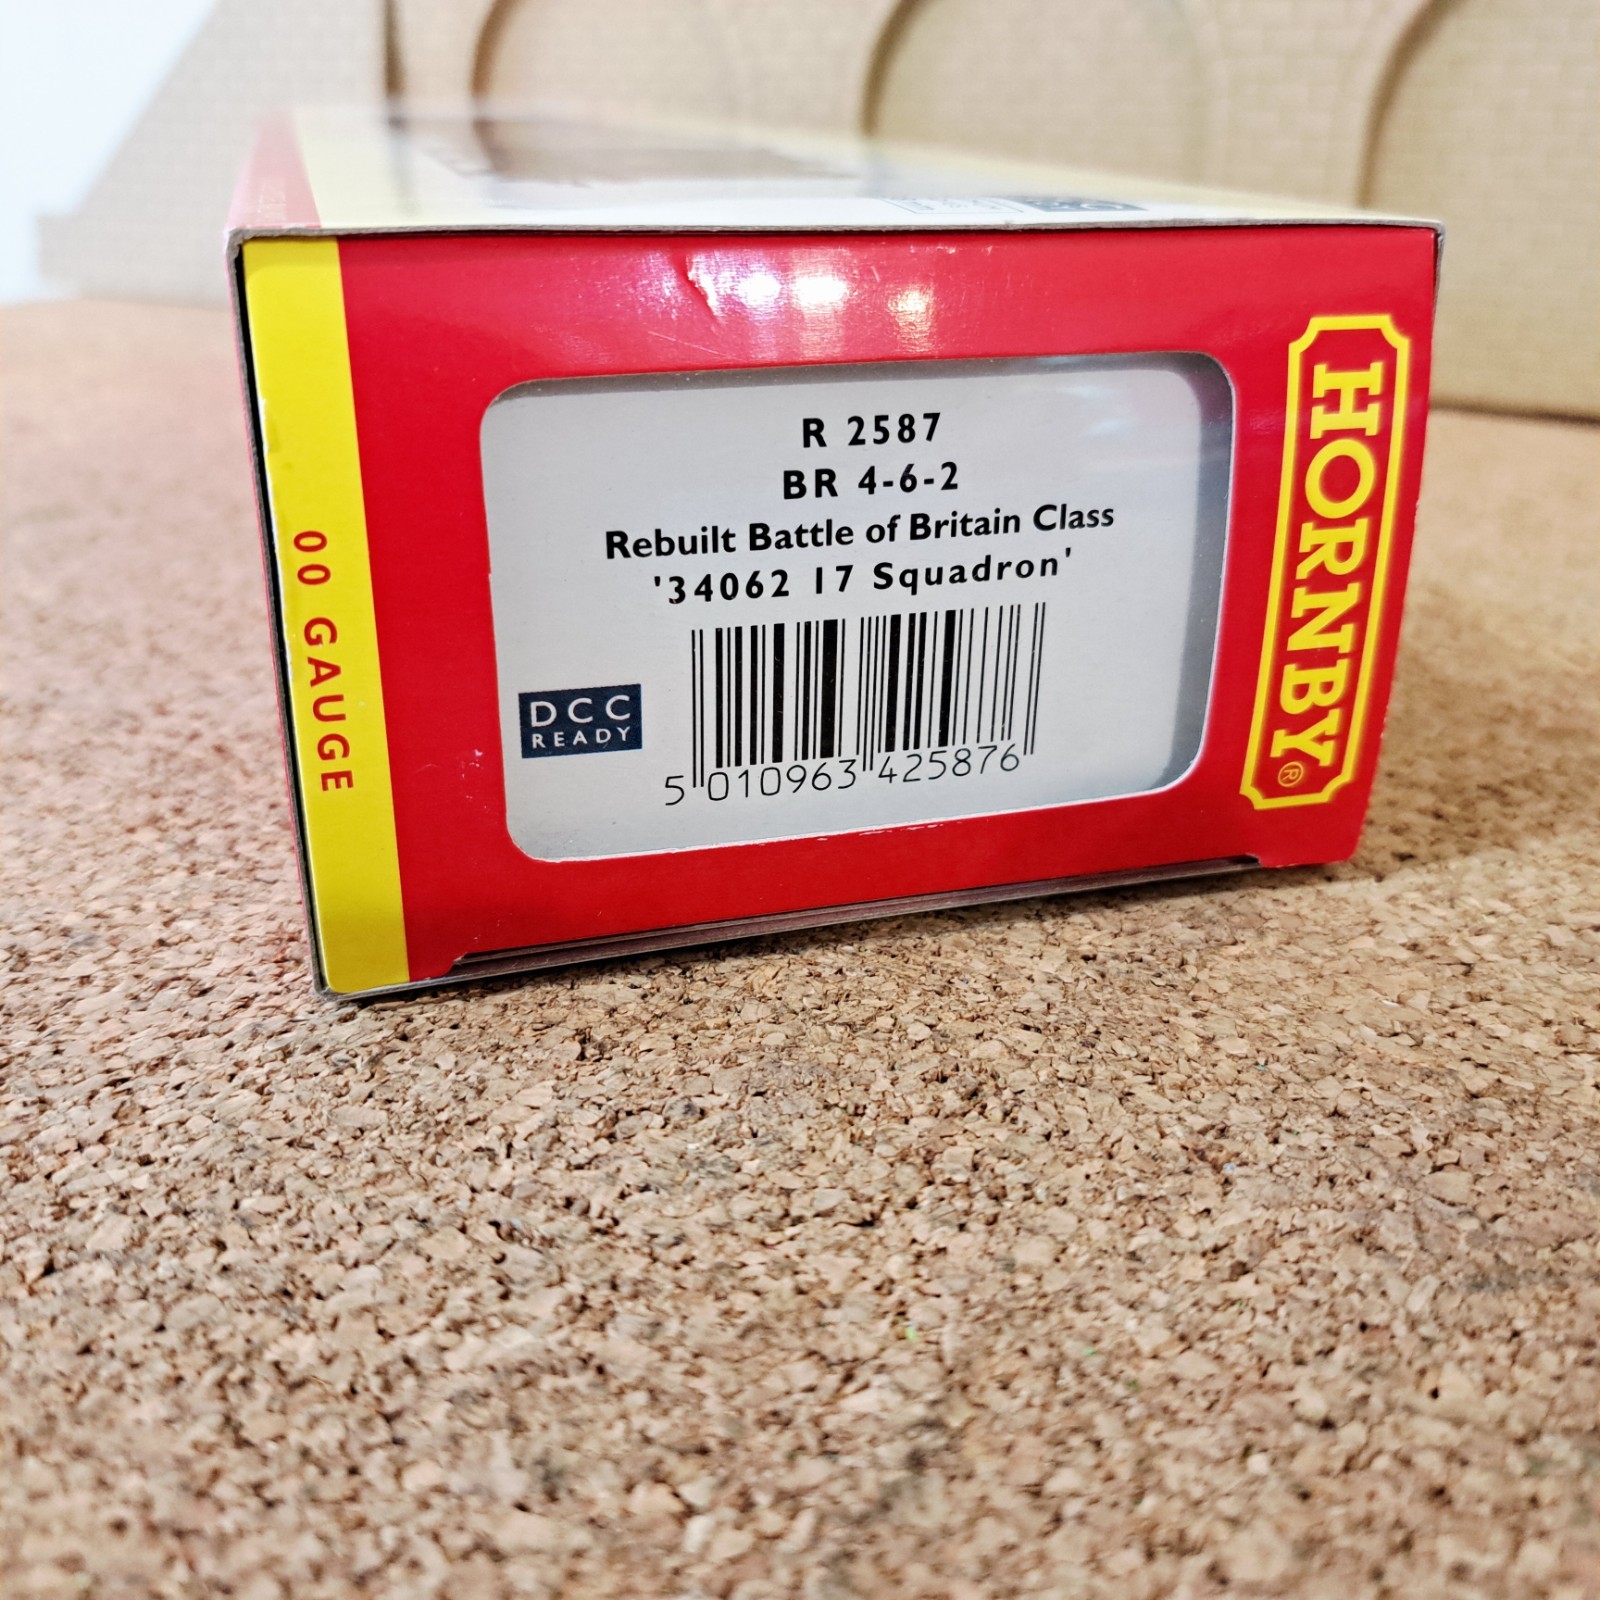 R 2587
BR 4-6-2
Rebuilt Battle of Britain Class
'34062 17 Squadron'
DCC
READY
5 010963 425876
00 GAUGE
HORNBY®